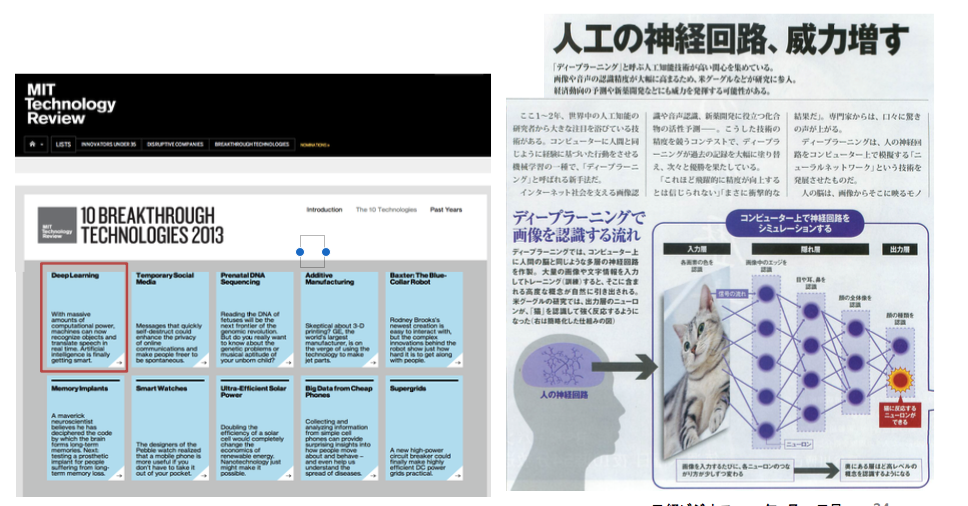 MIT
Technology
Review
LISTS
INNOVATORS UNDER 35
DISRUPTIVE COMPANIES
BREAKTHROUGH TECHNOLOGIES
NOMINATIONS
MIT
Technology
Review
10 BREAKTHROUGH
TECHNOLOGIES 2013
Introduction
The 10 Technologies
Past Years
Deep Learning
With massive
amounts of
computational power,
machines can now
recognize objects and
translate speech in
real time. Artificial
intelligence is finally
getting smart.
Temporary Social
Media
Messages that quickly
self-destruct could
enhance the privacy
of online
communications and
make people freer to
be spontaneous.
Prenatal DNA
Sequencing
Reading the DNA of
fetuses will be the
next frontier of the
genomic revolution.
But do you really want
to know about the
genetic problems or
musical aptitude of
your unborn child?
Additive
Manufacturing
Skeptical about 3-D
printing? GE, the
world's largest
manufacturer, is on
the verge of using the
technology to make
jet parts.
Baxter: The Blue-
Collar Robot
Rodney Brooks's
newest creation is
easy to interact with,
but the complex
innovations behind the
robot show just how
hard it is to get along
with people.
Memory Implants
A maverick
neuroscientist
believes he has
deciphered the code
by which the brain
forms long-term
memories. Next:
testing a prosthetic
implant for people
suffering from long-
term memory loss.
Smart Watches
The designers of the
Pebble watch realized
that a mobile phone is
more useful if you
don't have to take it
out of your pocket.
Ultra-Efficient Solar
Power
Doubling the
efficiency of a solar
cell would completely
change the
economics of
renewable energy.
Nanotechnology just
might make it
possible.
Big Data from Cheap
Phones
Collecting and
analyzing information
from simple cell
phones can provide
surprising insights into
how people move
about and behave –
and even help us
understand the
spread of diseases.
Supergrids
A new high-power
circuit breaker could
finally make highly
efficient DC power
grids practical.
人工の神経回路、威力増す
「ディープラーニング」と呼ぶ人工知能技術が高い関心を集めている。
画像や音声の認識精度が大幅に高まるため、米グーグルなどが研究に参入。
経済動向の予測や新薬開発などにも威力を発揮する可能性がある。
ここ1〜2年、世界中の人工知能の
研究者から大きな注目を浴びている技
術がある。コンピューターに人間と同
じように経験に基づいた行動をさせる
機械学習の一種で、「ディープラーニ
ング」と呼ばれる新手法だ。
インターネット社会を支える画像認
識や音声認識、新薬開発に役立つ化合
物の活性予測――。こうした技術の
精度を競うコンテストで、ディープラ
ーニングが過去の記録を大幅に塗り替
え、次々と優勝を果たしている。
「これほど飛躍的に精度が向上する
とは信じられない」「まさに衝撃的な
結果だ」。専門家からは、口々に驚き
の声が上がる。
ディープラーニングは、人の神経回
路をコンピューター上で模擬する「ニ
ューラルネットワーク」という技術を
発展させたものだ。
人の脳は、画像からそこに映るモノ
ディープラーニングで
画像を認識する流れ
ディープラーニングでは、コンピューター上
に人間の脳と同じような多層の神経回路
を作製。大量の画像や文字情報を入力
してトレーニング(訓練)すると、そこに含ま
れる高度な概念が自然に引き出される。
米グーグルの研究では、出力層のニューロ
ンが、「猫」を認識して強く反応するように
なった(右は簡略化した仕組みの図)
人の神経回路
コンピューター上で神経回路を
シミュレーションする
入力層
隠れ層
出力層
各画素の色を
認識
画像中のエッジを
認識
目や耳、鼻を
認識
顔の全体像を
認識
顔の種類を
認識
信号の流れ
猫に反応する
ニューロンが
できる
ニューロン
画像を入力するたびに、各ニューロンのつな
がり方が少しずつ変わる
奥にある層ほど高レベルの
概念を認識するようになる